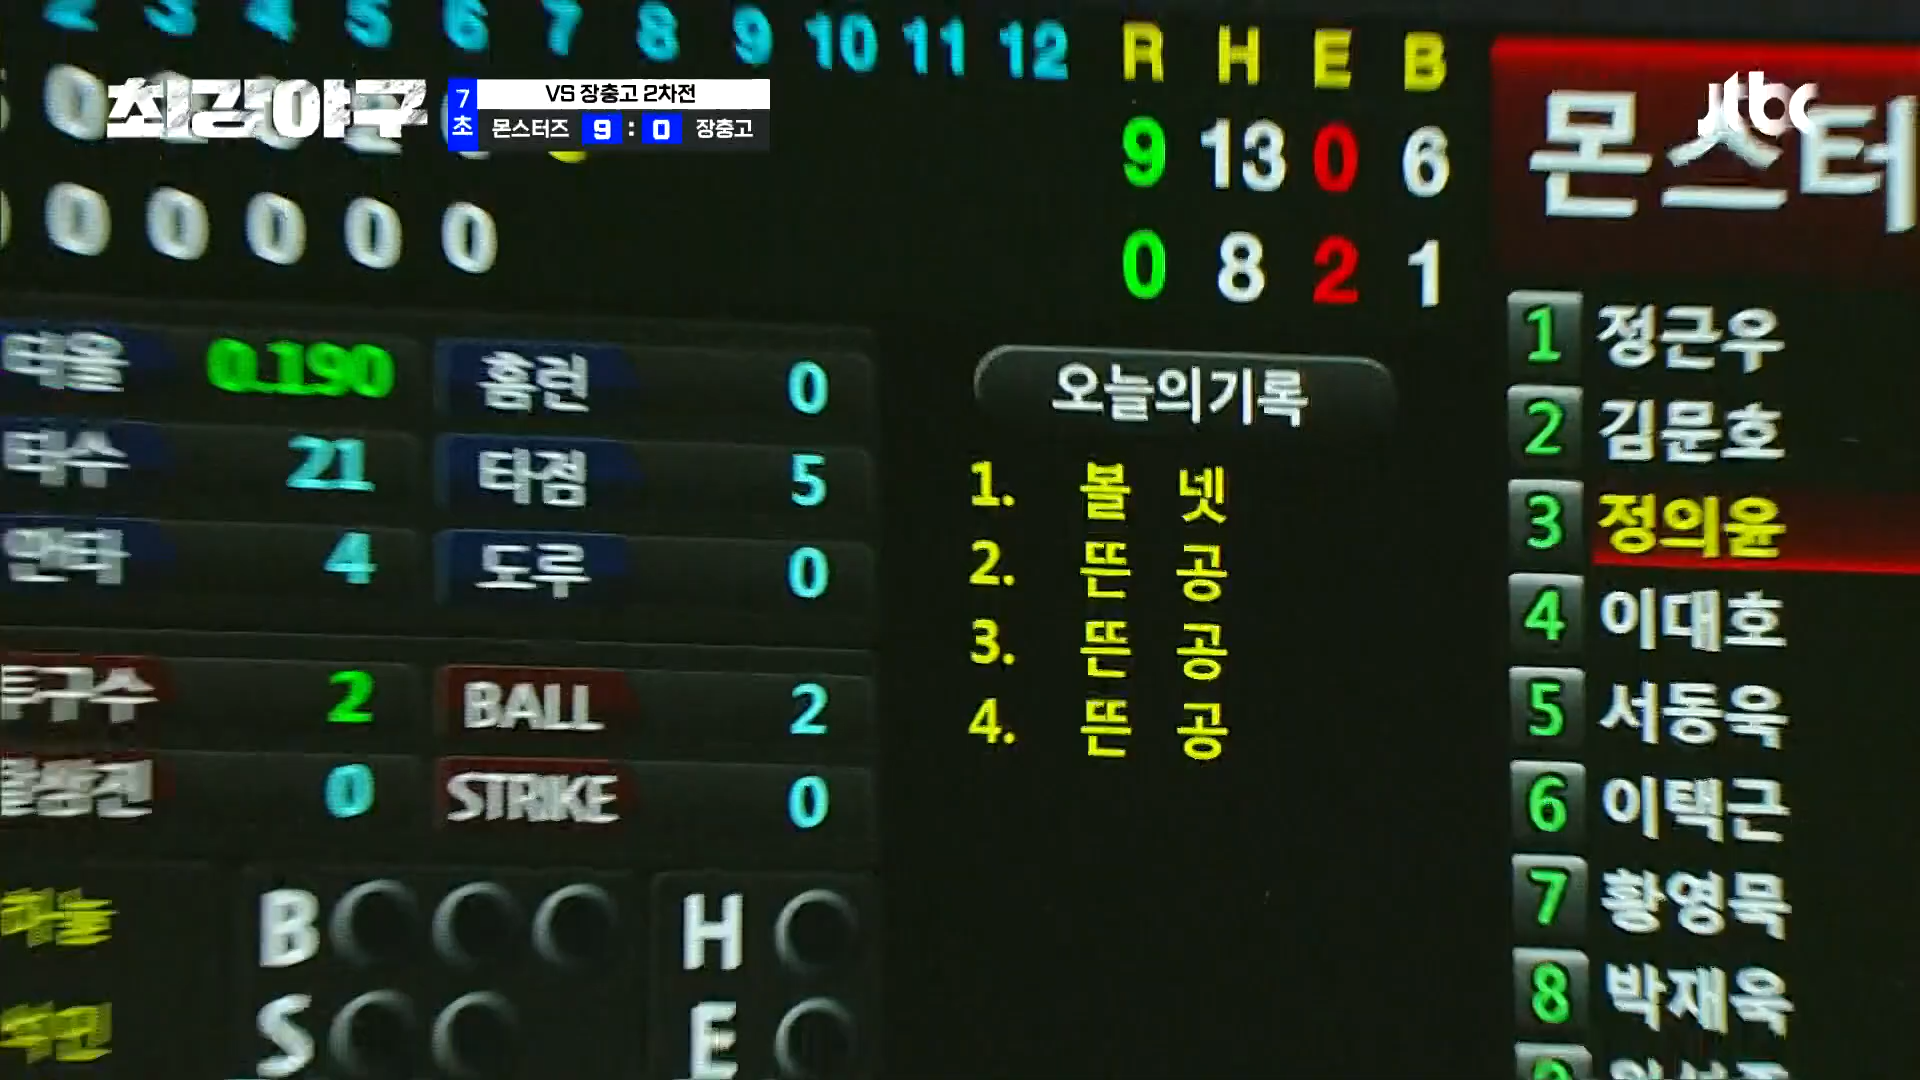 2 3 4 5 6 7 8 9 10 11 12 R H E B
최강야구
7초
VS 장충고 2차전
몬스터즈 9 : 0 장충고
jtbc
9 13 0 6
0 0 0 0 0
0 8 2 1
몬스터
타율 0.190 홈런 0
타수 21 타점 5
안타 4 도루 0
투구수 2 BALL 2
탈삼진 0 STRIKE 0
B H
S E
오늘의기록
1. 볼 넷
2. 뜬 공
3. 뜬 공
4. 뜬 공
1 정근우
2 김문호
3 정의윤
4 이대호
5 서동욱
6 이택근
7 황영묵
8 박재욱
9